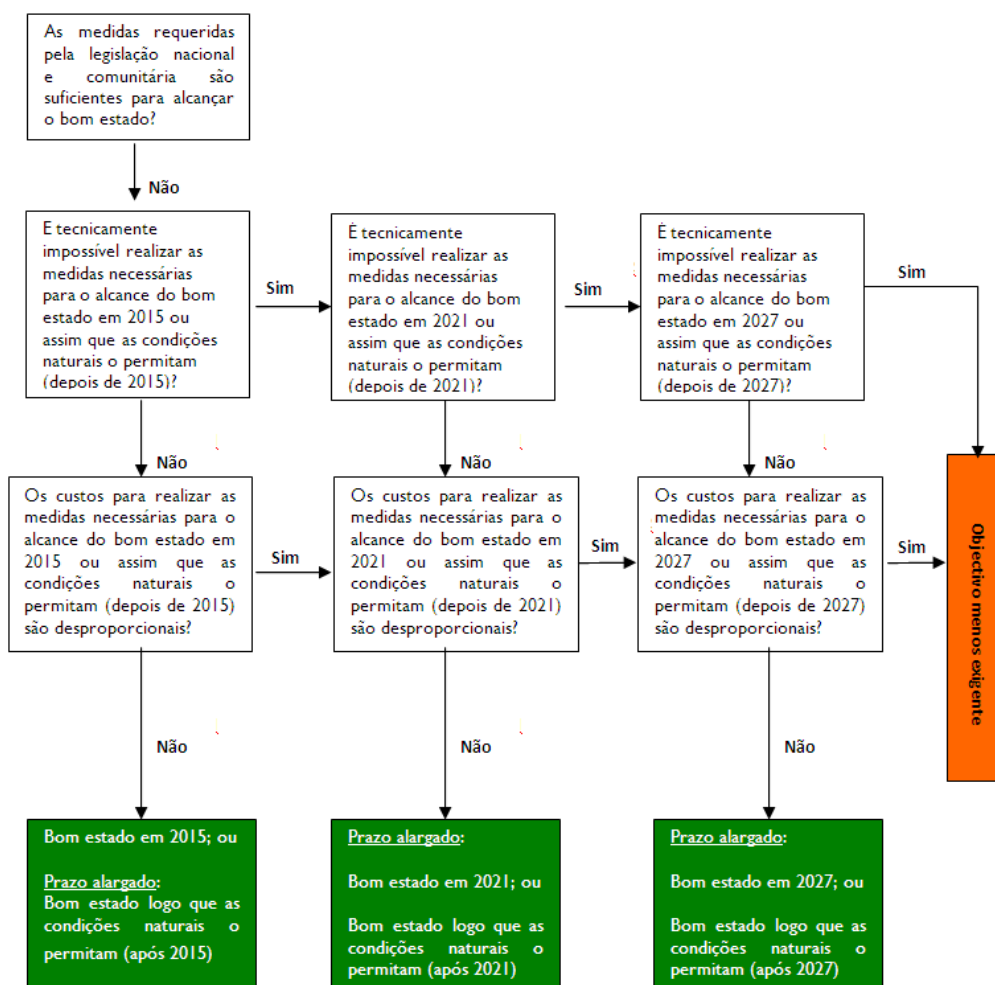 As medidas requeridas
pela legislação nacional
e comunitária são
suficientes para alcançar
o bom estado?
Não
E tecnicamente
impossível realizar as
medidas necessárias
para o alcance do bom
estado em 2015 ou
assim que as condições
naturais o permitam
(depois de 2015)?
Sim
É tecnicamente
impossível realizar as
medidas necessárias
para o alcance do bom
estado em 2021 ou
assim que as condições
naturais o permitam
(depois de 2021)?
Sim
É tecnicamente
impossível realizar as
medidas necessárias
para o alcance do bom
estado em 2027 ou
assim que as condições
naturais o permitam
(depois de 2027)?
Sim
Não
Não
Não
Os custos para realizar as
medidas necessárias para o
alcance do bom estado em
2015 ou assim que as
condições naturais o
permitam (depois de 2015)
são desproporcionais?
Sim
Os custos para realizar as
medidas necessárias para o
alcance do bom estado em
2021 ou assim que as
condições naturais o
permitam (depois de 2021)
são desproporcionais?
Sim
Os custos para realizar as
medidas necessárias para o
alcance do bom estado em
2027 ou assim que as
condições naturais o
permitam (depois de 2027)
são desproporcionais?
Sim
Objectivo menos exigente
Não
Não
Não
Bom estado em 2015; ou
Prazo alargado:
Bom estado logo que as
condições naturais o
permitam (após 2015)
Prazo alargado:
Bom estado em 2021; ou
Bom estado logo que as
condições naturais o
permitam (após 2021)
Prazo alargado:
Bom estado em 2027; ou
Bom estado logo que as
condições naturais o
permitam (após 2027)